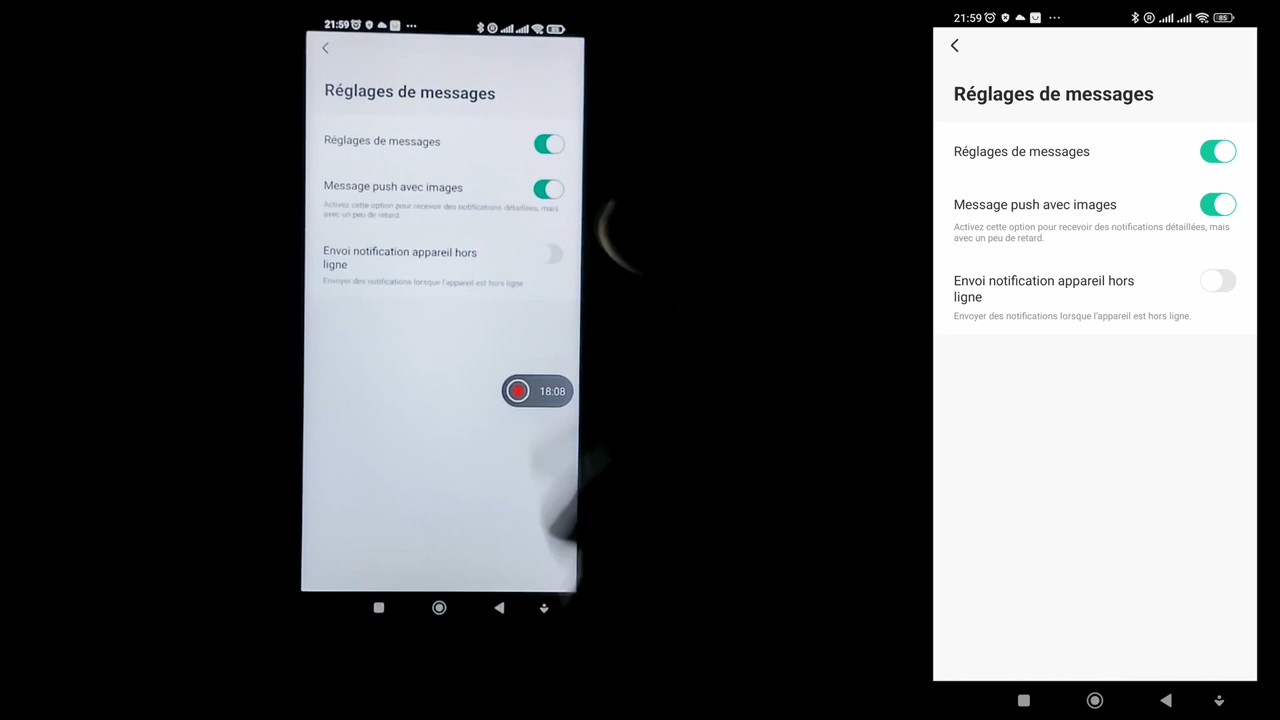 21:59
Réglages de messages
Réglages de messages
Message push avec images
Activez cette option pour recevoir des notifications détaillées, mais
avec un peu de retard.
Envoi notification appareil hors
ligne
Envoyer des notifications lorsque l'appareil est hors ligne
18:08
21:59
85
Réglages de messages
Réglages de messages
Message push avec images
Activez cette option pour recevoir des notifications détaillées, mais
avec un peu de retard.
Envoi notification appareil hors
ligne
Envoyer des notifications lorsque l'appareil est hors ligne.